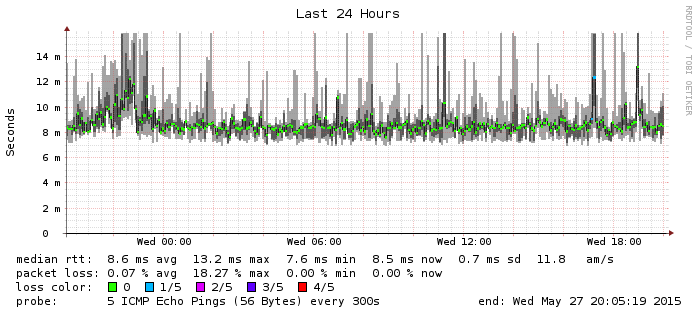 Last 24 Hours
RRDTOOL / TOBI OETIKER
Seconds
14 m
12 m
10 m
8 m
6 m
4 m
2 m
0
Wed 00:00 Wed 06:00 Wed 12:00 Wed 18:00
median rtt: 8.6 ms avg 13.2 ms max 7.6 ms min 8.5 ms now 0.7 ms sd 11.8 am/s
packet loss: 0.07 % avg 18.27 % max 0.00 % min 0.00 % now
loss color: 0 1/5 2/5 3/5 4/5
probe: 5 ICMP Echo Pings (56 Bytes) every 300s end: Wed May 27 20:05:19 2015